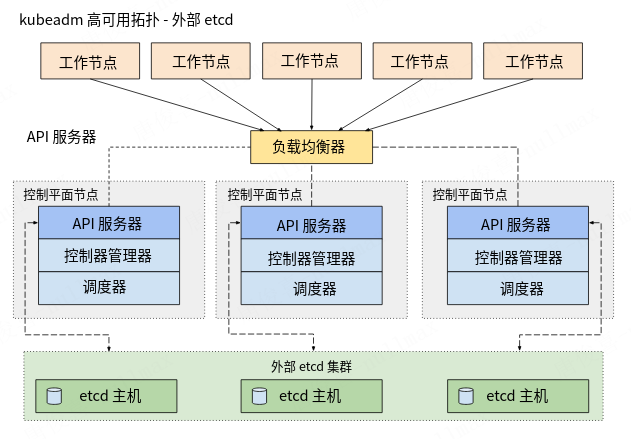 kubeadm 高可用拓扑 - 外部 etcd
工作节点 工作节点 工作节点 工作节点 工作节点
API 服务器
负载均衡器
控制平面节点 控制平面节点 控制平面节点
API 服务器 API 服务器 API 服务器
控制器管理器 控制器管理器 控制器管理器
调度器 调度器 调度器
外部 etcd 集群
etcd 主机 etcd 主机 etcd 主机